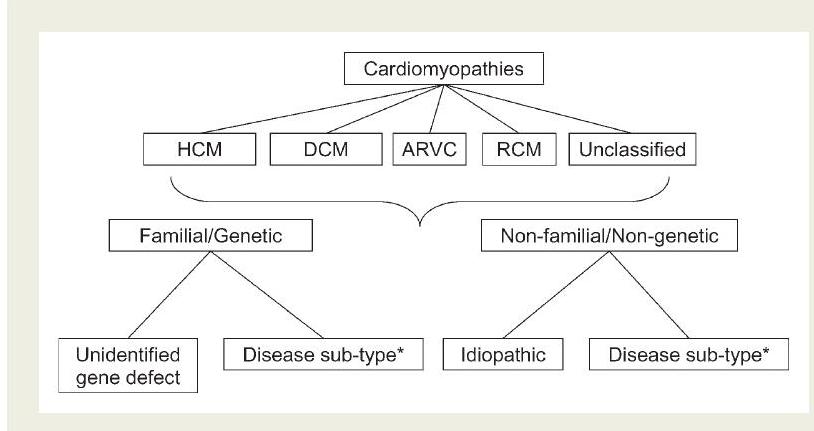 Cardiomyopathies
HCM
DCM
ARVC
RCM
Unclassified
Familial/Genetic
Non-familial/Non-genetic
Unidentified
gene defect
Disease sub-type*
Idiopathic
Disease sub-type*